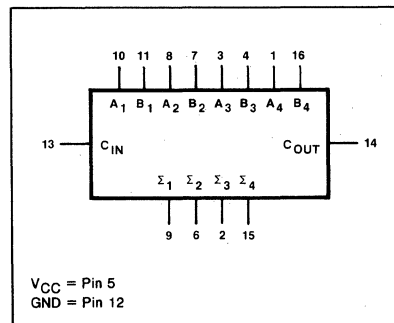 10 11 8 7 3 4 1 16
A1 B1 A2 B2 A3 B3 A4 B4
13 CIN COUT 14
Σ1 Σ2 Σ3 Σ4
9 6 2 15
VCC = Pin 5
GND = Pin 12